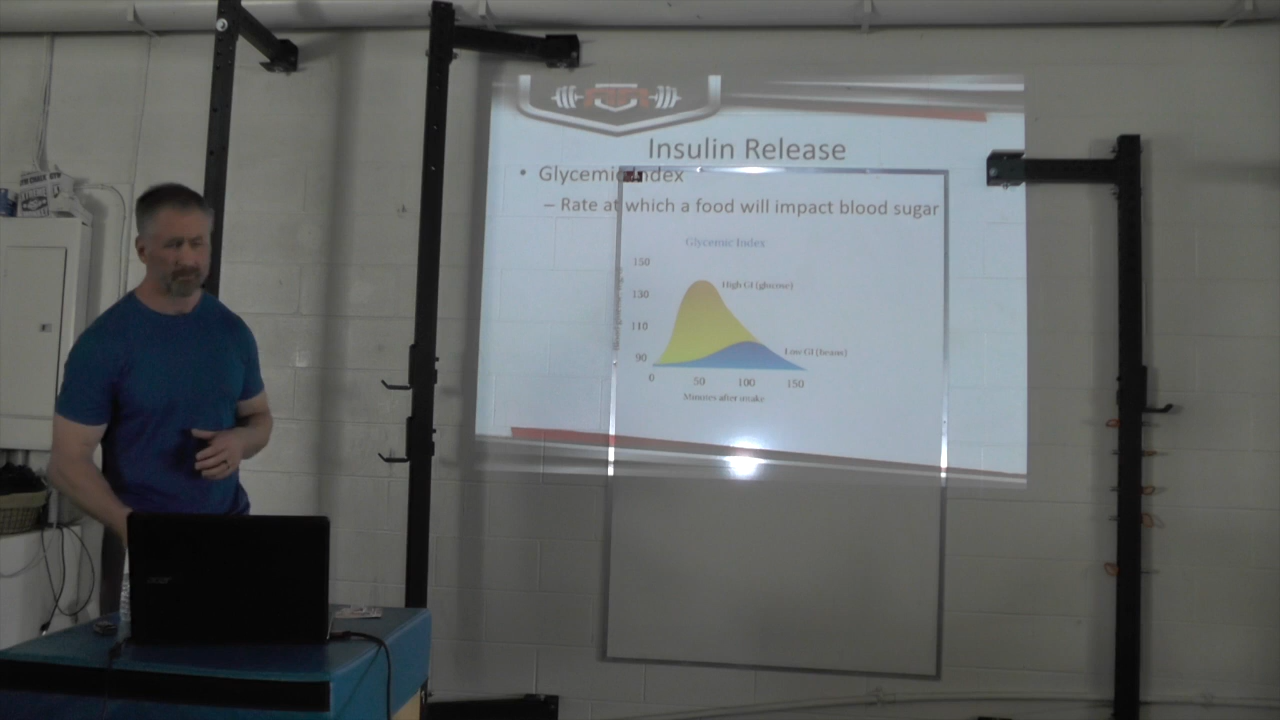 Insulin Release
• Glycemic Index
– Rate at which a food will impact blood sugar
Glycemic Index
150
130
110
90
High GI (glucose)
Low GI (beans)
0 50 100 150
Minutes after intake
acer